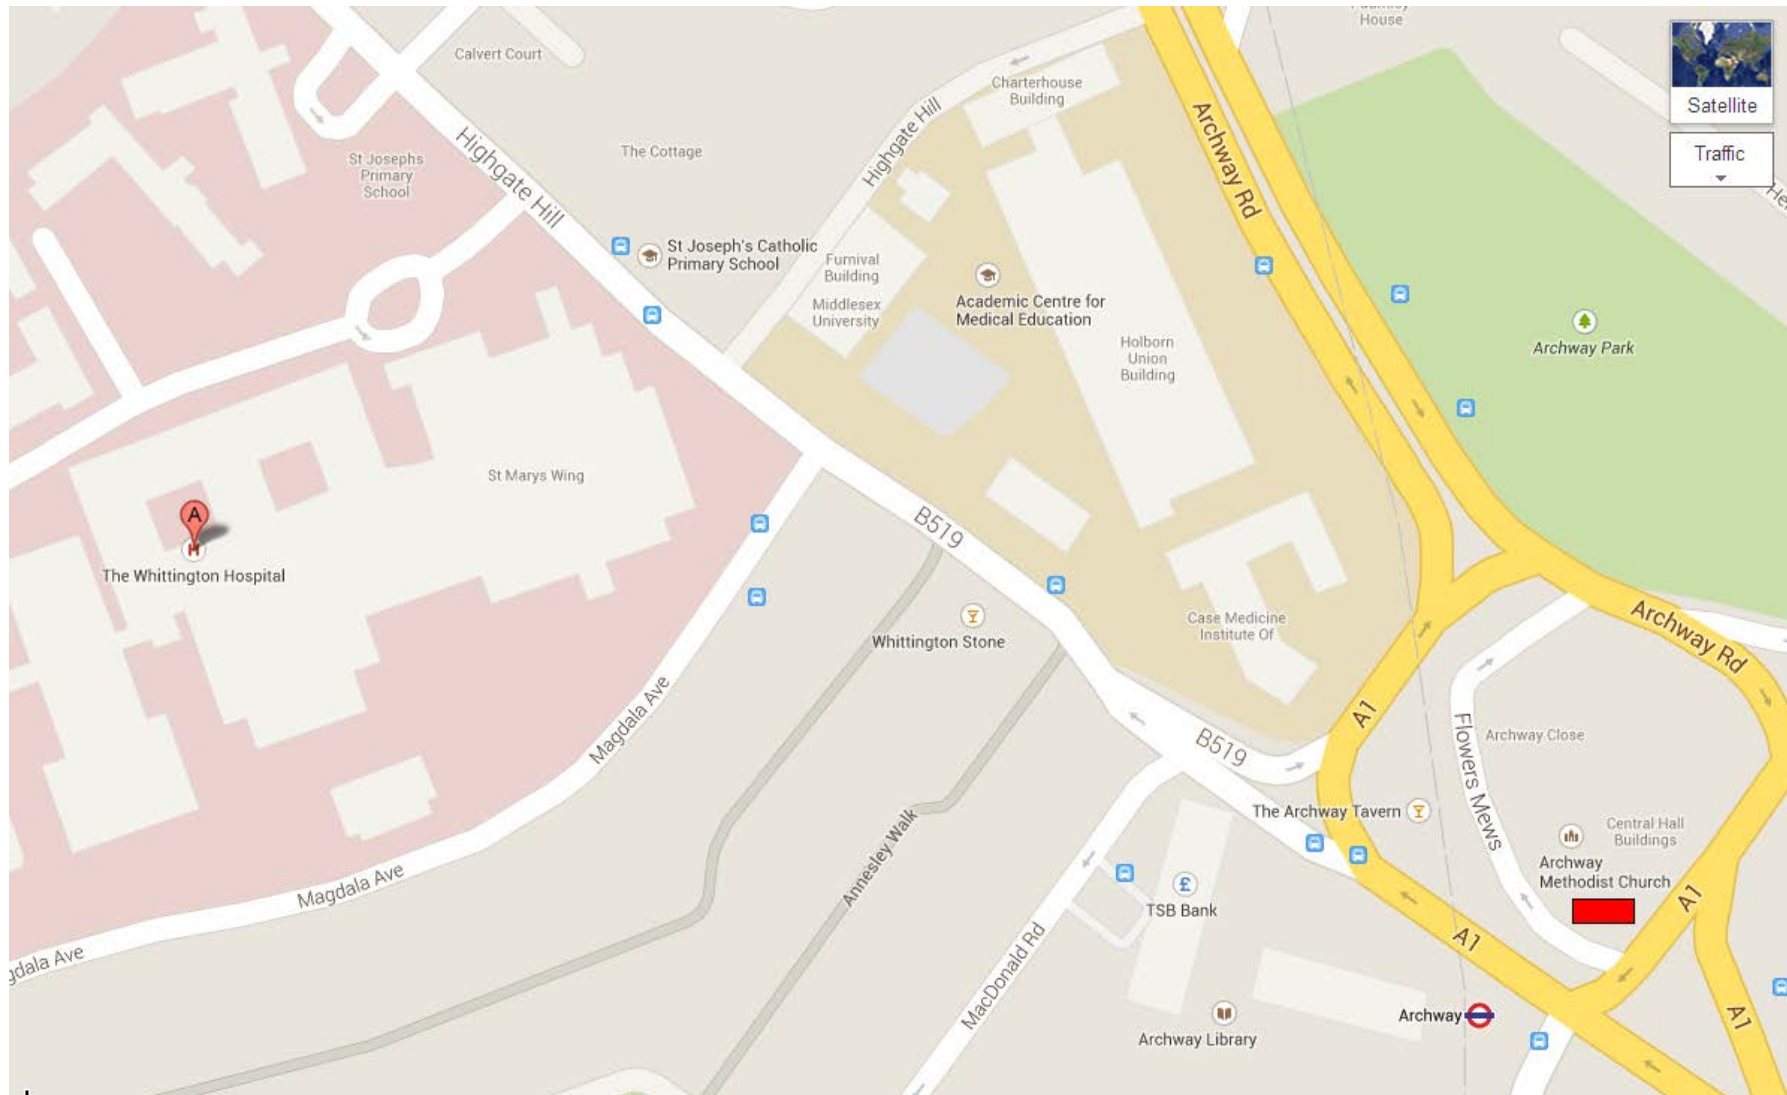 House
Calvert Court
Satellite
Charterhouse
Building
Traffic
Highgate Hill
Highgate Hill
Archway Rd
The Cottage
St Josephs
Primary
School
St Joseph's Catholic
Primary School
Furnival
Building
Middlesex
University
Academic Centre for
Medical Education
Holborn
Union
Building
Archway Park
St Marys Wing
A
H
The Whittington Hospital
B519
Whittington Stone
Case Medicine
Institute Of
Archway Rd
Magdala Ave
A1
B519
Flowers Mews
Archway Close
The Archway Tavern
Central Hall
Buildings
Archway
Methodist Church
Annesley Walk
Magdala Ave
£
TSB Bank
A1
A1
MacDonald Rd
gdala Ave
Archway
Archway Library
A1